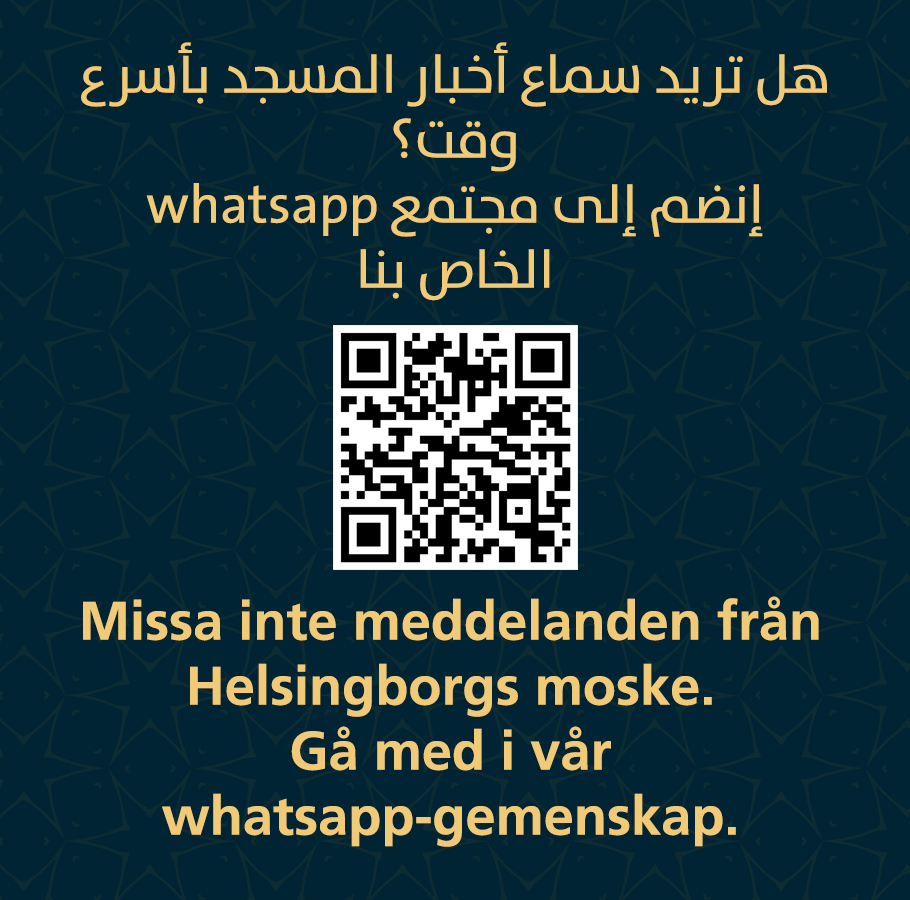 هل تريد سماع أخبار المسجد بأسرع
وقت؟
إنضم إلى مجتمع whatsapp
الخاص بنا
Missa inte meddelanden från
Helsingborgs moske.
Gå med i vår
whatsapp-gemenskap.